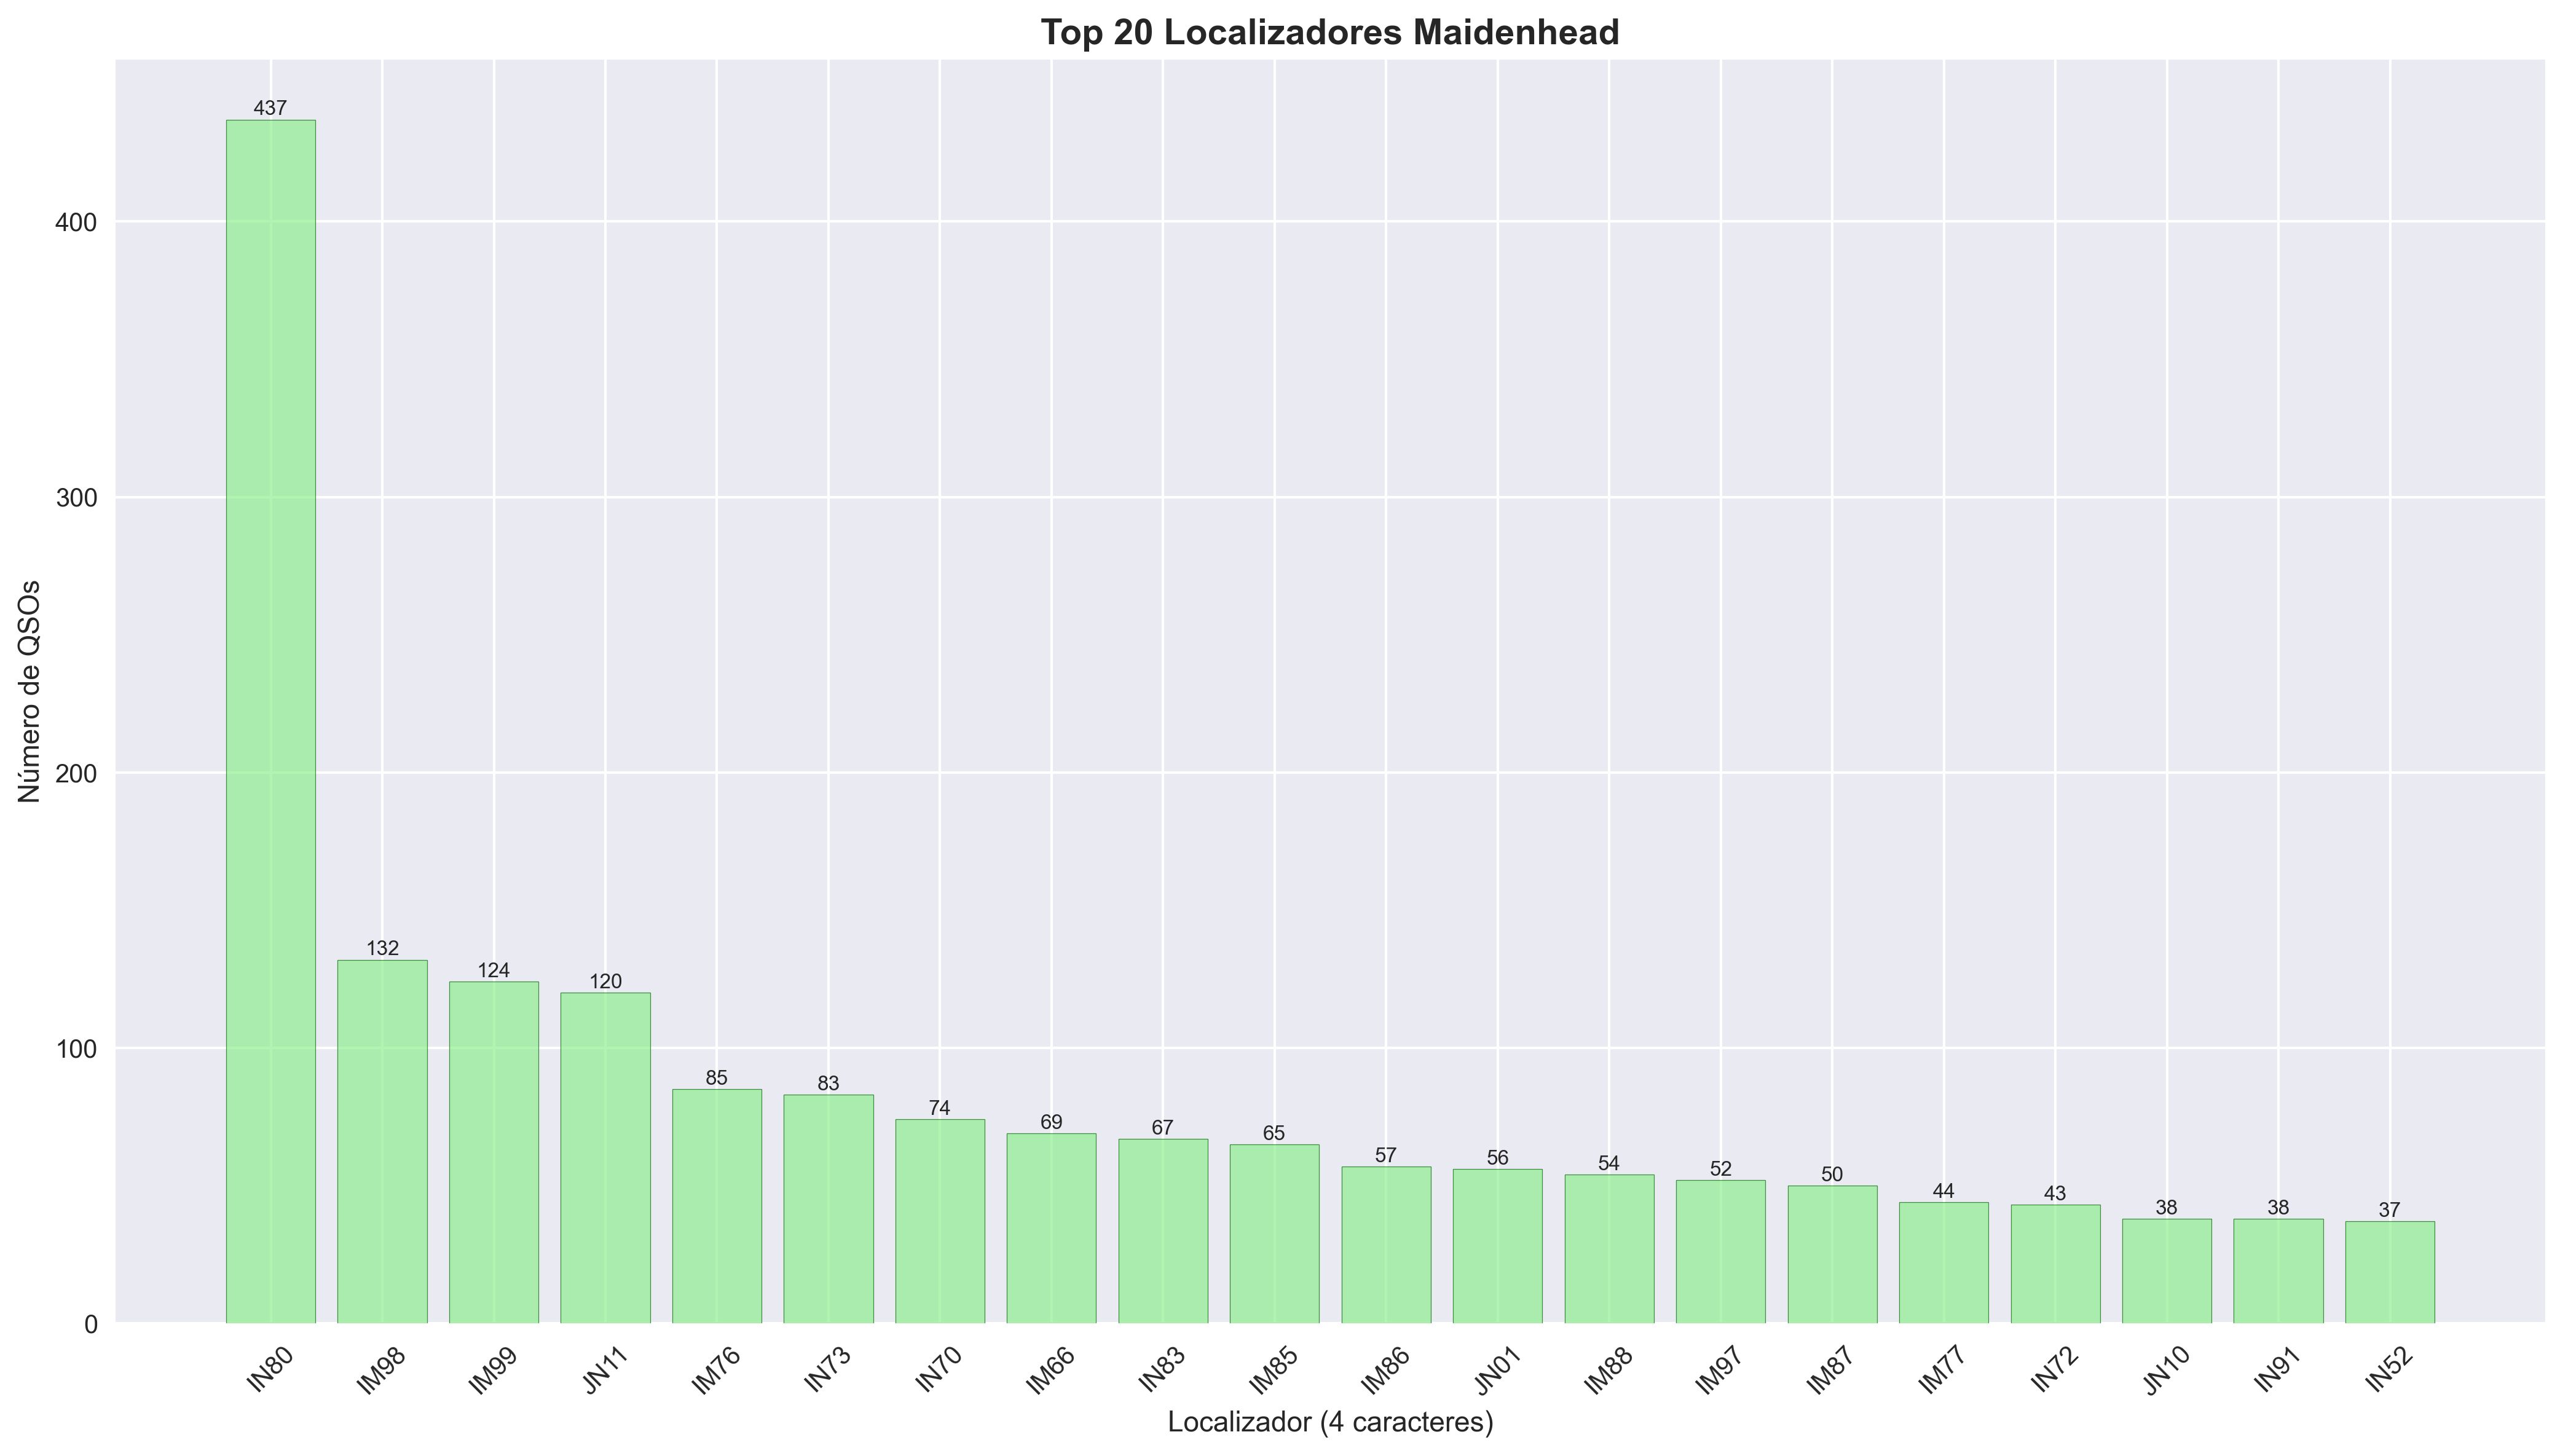 Top 20 Localizadores Maidenhead
Número de QSOs
400
300
200
100
0
437
132
124
120
85
83
74
69
67
65
57
56
54
52
50
44
43
38
38
37
IN80
IM98
IM99
JN11
IM76
IN73
IN70
IM66
IN83
IM85
IM86
JN01
IM88
IM97
IM87
IM77
IN72
JN10
IN91
IN52
Localizador (4 caracteres)